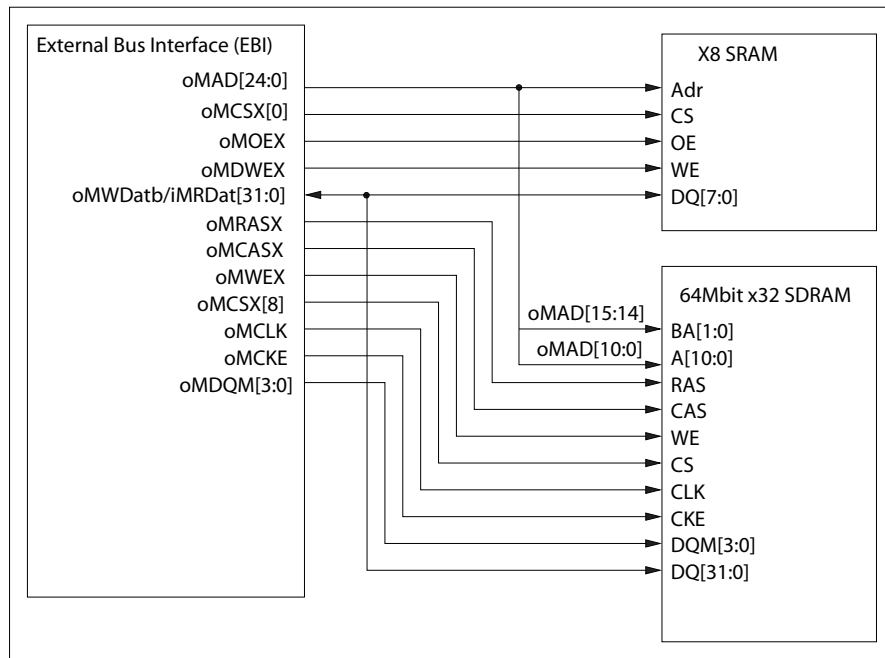 External Bus Interface (EBI)
oMAD[24:0]
oMCSX[0]
oMOEX
oMDWEX
oMWDatb/iMRDat[31:0]
oMRASX
oMCASX
oMWEX
oMCSX[8]
oMCLK
oMCKE
oMDQM[3:0]
X8 SRAM
Adr
CS
OE
WE
DQ[7:0]
64Mbit x32 SDRAM
oMAD[15:14]
BA[1:0]
oMAD[10:0]
A[10:0]
RAS
CAS
WE
CS
CLK
CKE
DQM[3:0]
DQ[31:0]